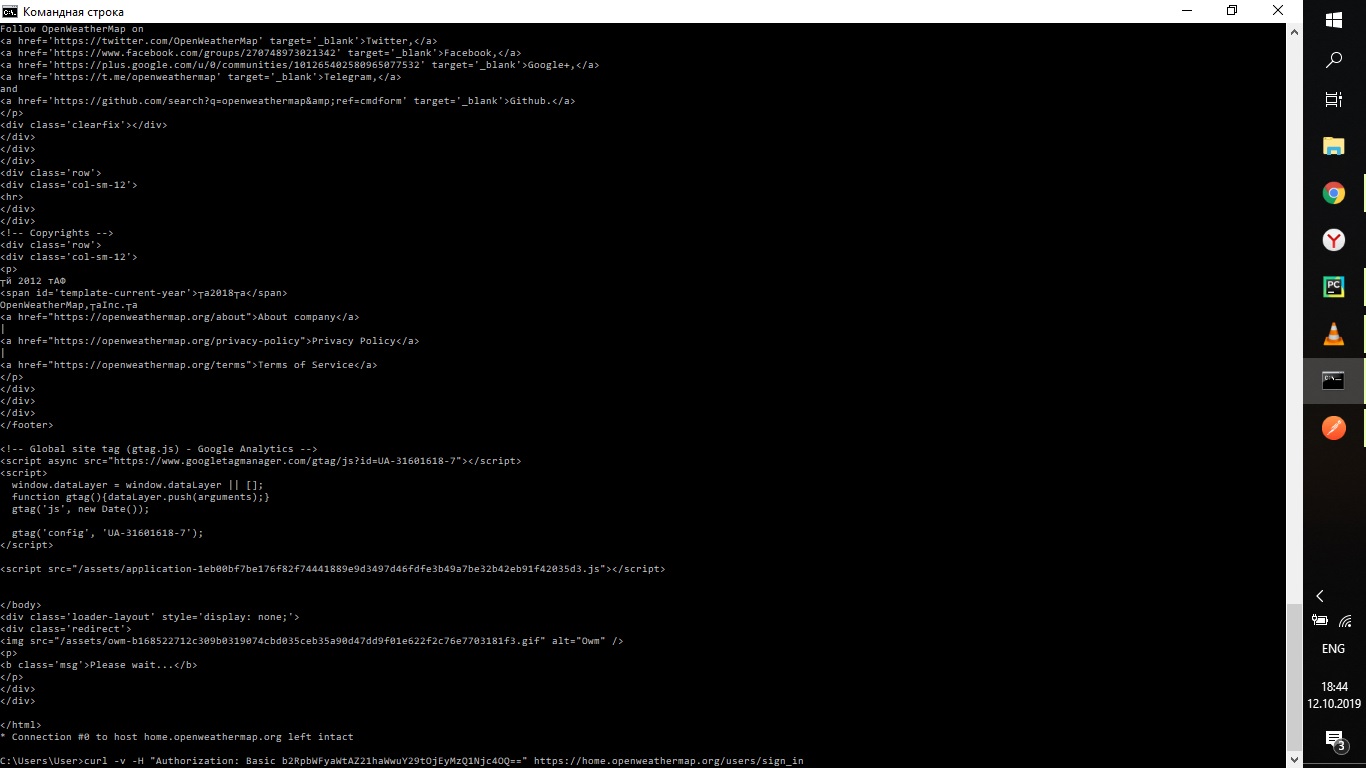 Командная строка
Follow OpenWeatherMap on
<a href='https://twitter.com/OpenWeatherMap' target='_blank'>Twitter,</a>
<a href='https://www.facebook.com/groups/270748973021342' target='_blank'>Facebook,</a>
<a href='https://plus.google.com/u/0/communities/101265402580965077532' target='_blank'>Google+,</a>
<a href='https://t.me/openweathermap' target='_blank'>Telegram,</a>
and
<a href='https://github.com/search?q=openweathermap&amp;ref=cmdform' target='_blank'>Github.</a>
</p>
<div class='clearfix'></div>
</div>
</div>
</div>
<div class='row'>
<div class='col-sm-12'>
<hr>
</div>
</div>
<!-- Copyrights -->
<div class='row'>
<div class='col-sm-12'>
<p>
┬й 2012 тАФ
<span id='template-current-year'>┬а2018┬а</span>
OpenWeatherMap,┬аInc.┬а
<a href="https://openweathermap.org/about">About company</a>
|
<a href="https://openweathermap.org/privacy-policy">Privacy Policy</a>
|
<a href="https://openweathermap.org/terms">Terms of Service</a>
</p>
</div>
</div>
</div>
</footer>
<!-- Global site tag (gtag.js) - Google Analytics -->
<script async src="https://www.googletagmanager.com/gtag/js?id=UA-31601618-7"></script>
<script>
window.dataLayer = window.dataLayer || [];
function gtag(){dataLayer.push(arguments);}
gtag('js', new Date());
gtag('config', 'UA-31601618-7');
</script>
<script src="/assets/application-1eb00bf7be176f82f74441889e9d3497d46fdfe3b49a7be32b42eb91f42035d3.js"></script>
</body>
<div class='loader-layout' style='display: none;'>
<div class='redirect'>
<img src="/assets/owm-b168522712c309b0319074cbd035ceb35a90d47dd9f01e622f2c76e7703181f3.gif" alt="Owm" />
<p>
<b class='msg'>Please wait...</b>
</p>
</div>
</div>
</html>
* Connection #0 to host home.openweathermap.org left intact
C:\Users\User>curl -v -H "Authorization: Basic b2RpbWFyaWtAZ21haWwuY29tOjEyMzQ1Njc4OQ==" https://home.openweathermap.org/users/sign_in
PC
ENG
18:44
12.10.2019
3